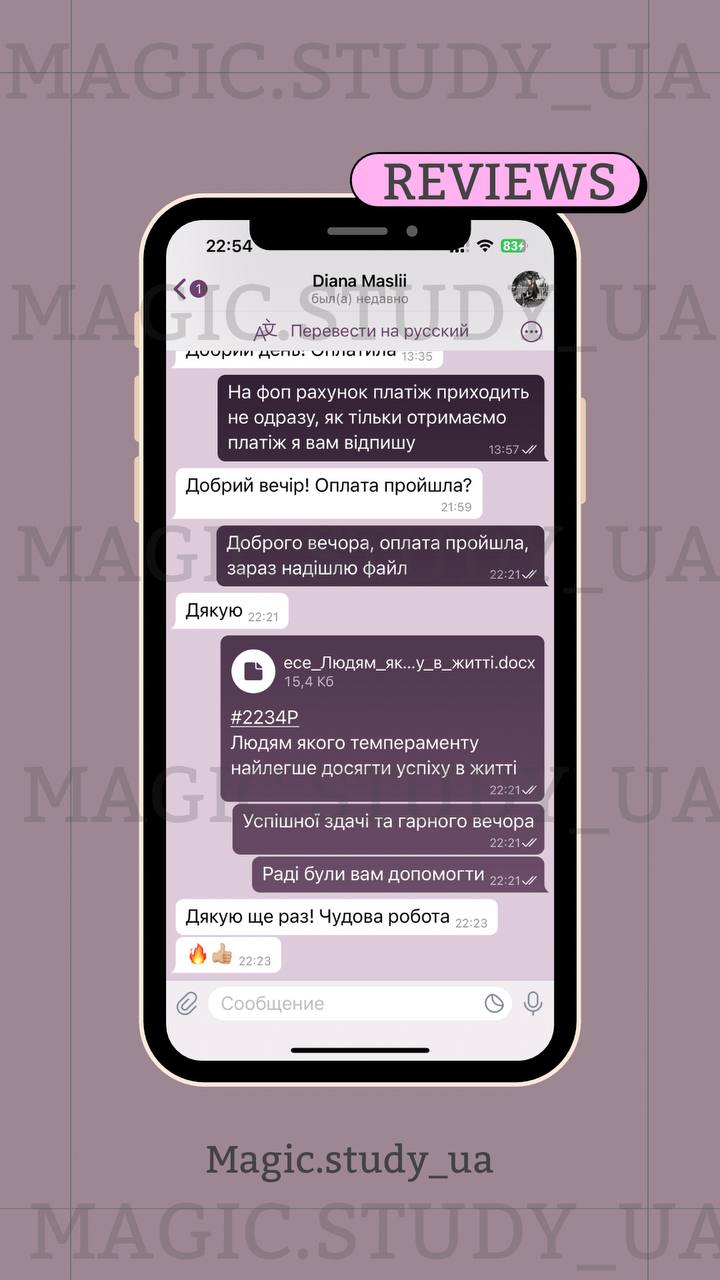 MAGIC.STUDY_UA
REVIEWS
22:54
83
1
Diana Maslii
был(а) недавно
MAGIC.STUDY_UA
Перевести на русский
Добрий день! Оплатила 13:35
На фоп рахунок платіж приходить
не одразу, як тільки отримаємо
платіж я вам відпишу
13:57
Добрий вечір! Оплата пройшла?
21:59
MAGIC.STUDY_UA
Доброго вечора, оплата пройшла,
зараз надішлю файл
22:21
Дякую 22:21
есе_Людям_як...у_в_житті.docx
15,4 Кб
#2234Р
Людям якого темпераменту
найлегше досягти успіху в житті
22:21
MAGIC.STUDY_UA
Успішної здачі та гарного вечора
22:21
Раді були вам допомогти 22:21
Дякую ще раз! Чудова робота 22:23
🔥👍🏼 22:23
Сообщение
Magic.study_ua
MAGIC.STUDY_UA